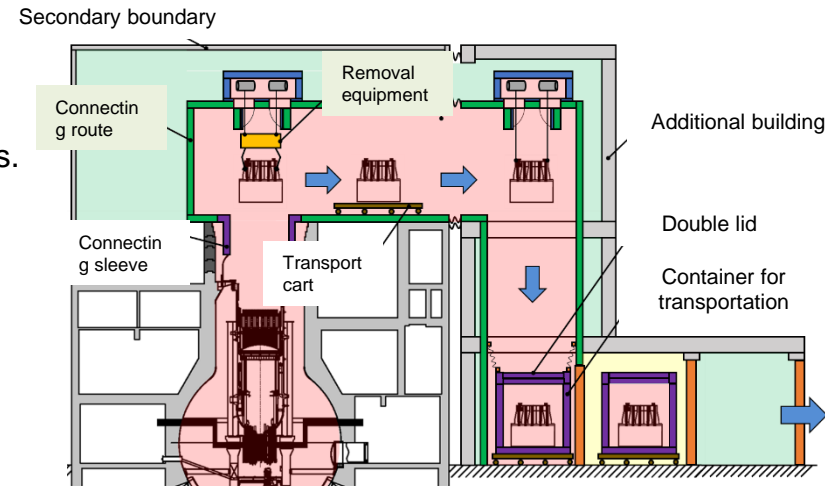 Secondary boundary
Removal
equipment
Connectin
g route
Additional building
s.
Connectin
g sleeve
Transport
cart
Double lid
Container for
transportation